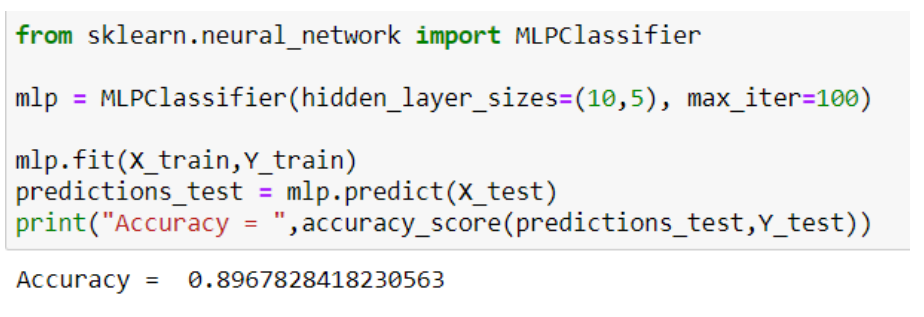 from sklearn.neural_network import MLPClassifier
mlp = MLPClassifier(hidden_layer_sizes=(10,5), max_iter=100)
mlp.fit(X_train,Y_train)
predictions_test = mlp.predict(X_test)
print("Accuracy = ",accuracy_score(predictions_test,Y_test))
Accuracy =  0.8967828418230563